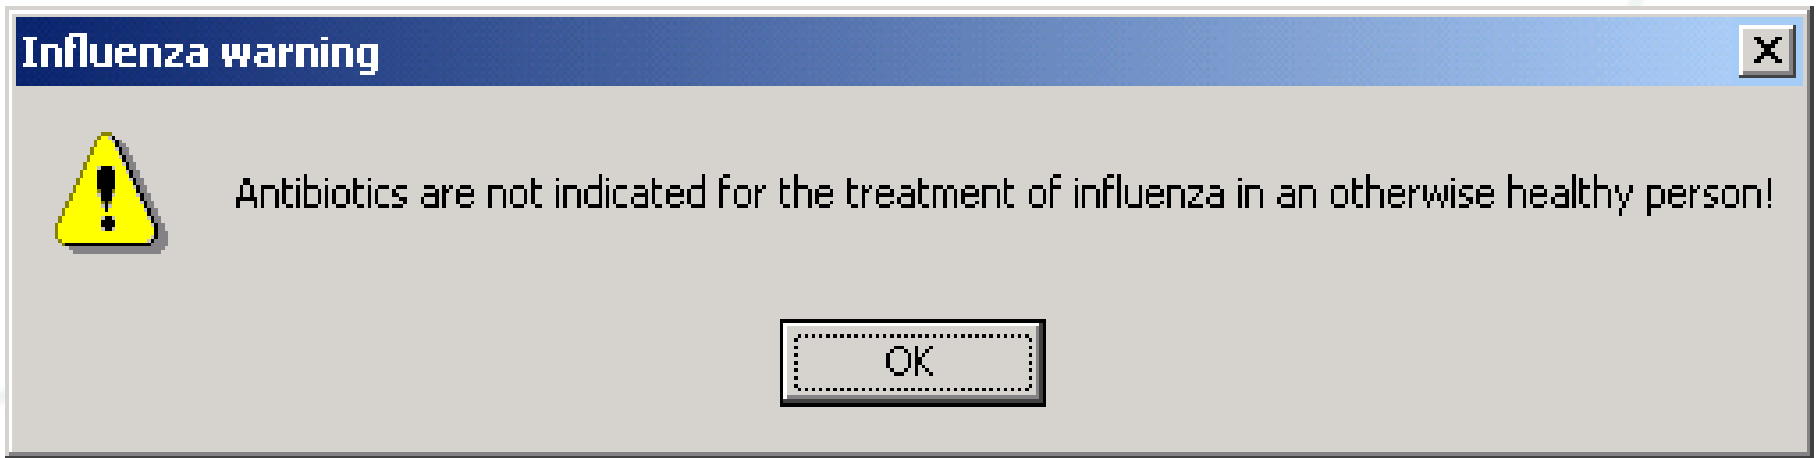 Influenza warning
Antibiotics are not indicated for the treatment of influenza in an otherwise healthy person!
OK